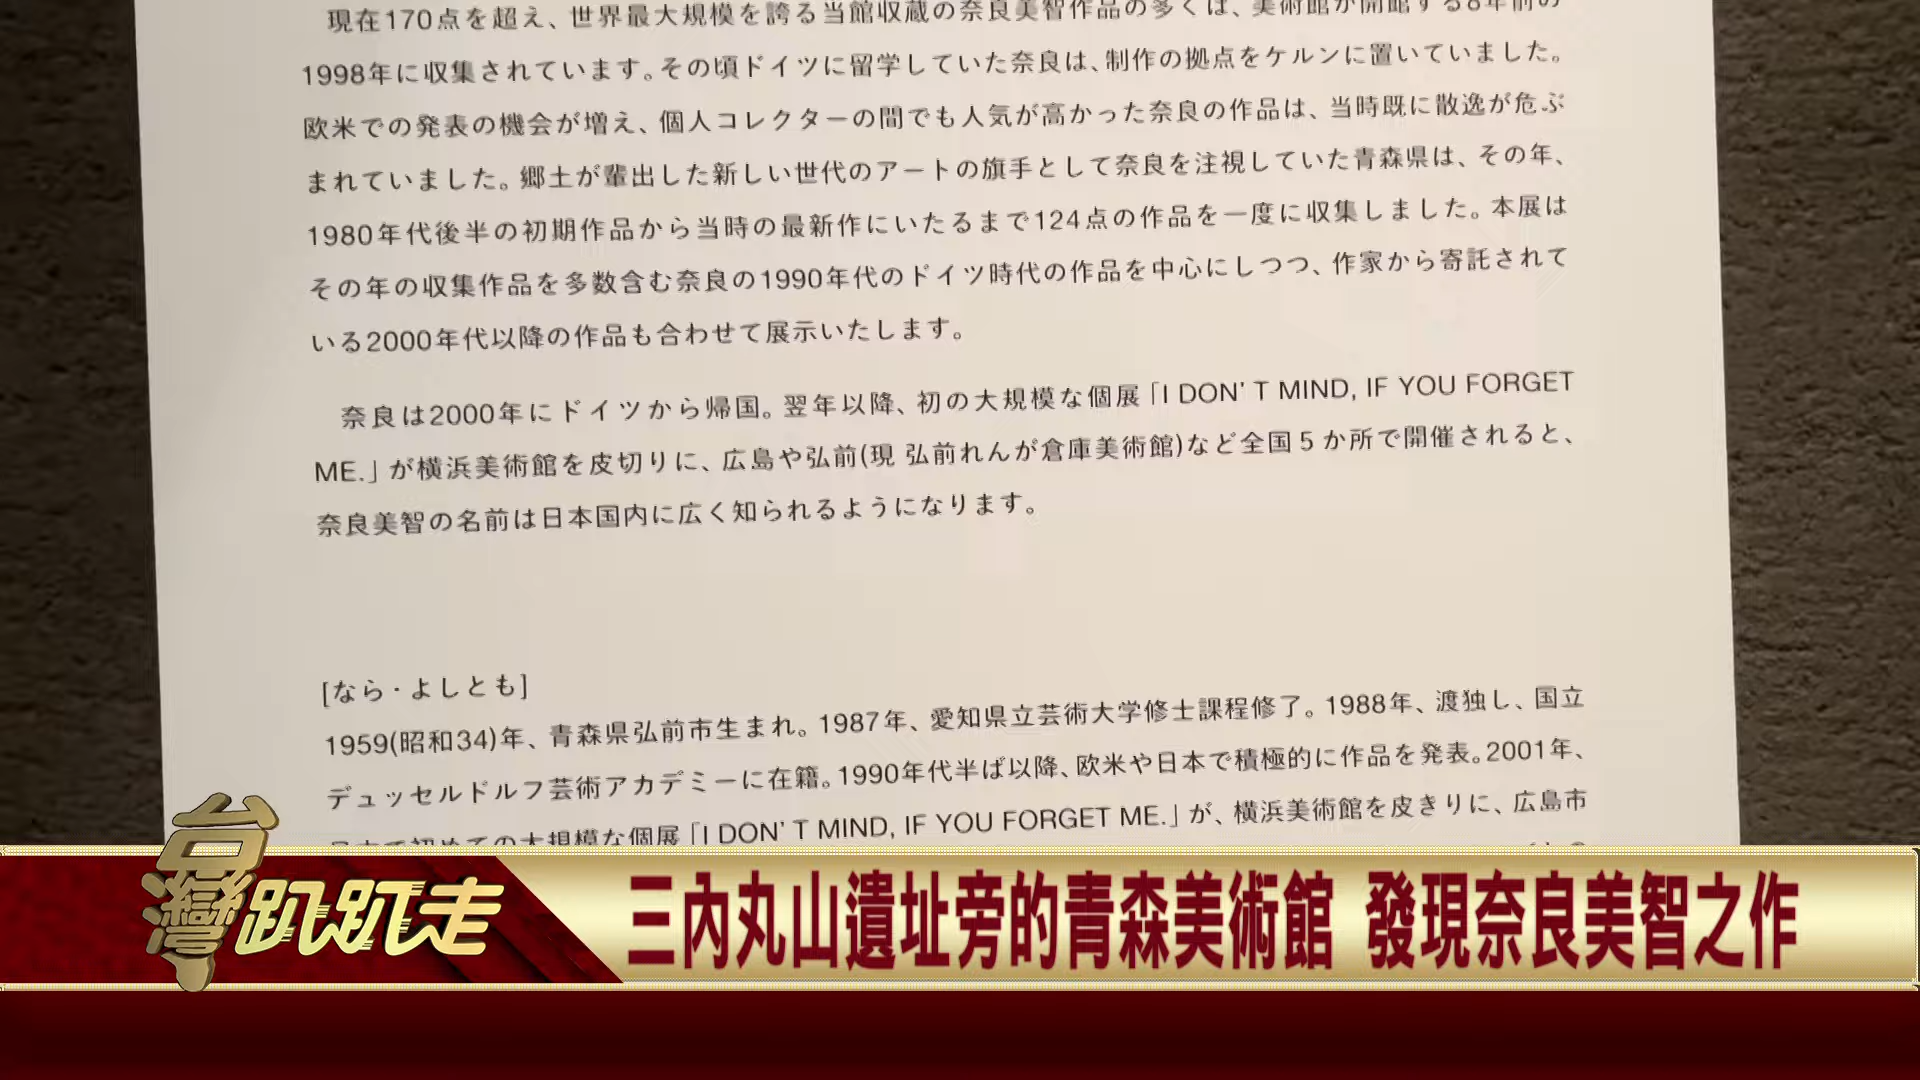 現在170点を超え、世界最大規模を誇る当館収蔵の奈良美智作品の多くは、美術館が開館する8年前の
1998年に収集されています。その頃ドイツに留学していた奈良は、制作の拠点をケルンに置いていました。
欧米での発表の機会が増え、個人コレクターの間でも人気が高かった奈良の作品は、当時既に散逸が危ぶ
まれていました。郷土が輩出した新しい世代のアートの旗手として奈良を注視していた青森県は、その年、
1980年代後半の初期作品から当時の最新作にいたるまで124点の作品を一度に収集しました。本展は
その年の収集作品を多数含む奈良の1990年代のドイツ時代の作品を中心にしつつ、作家から寄託されて
いる2000年代以降の作品も合わせて展示いたします。
奈良は2000年にドイツから帰国。翌年以降、初の大規模な個展「I DON'T MIND, IF YOU FORGET
ME.」が横浜美術館を皮切りに、広島や弘前(現 弘前れんが倉庫美術館)など全国5か所で開催されると、
奈良美智の名前は日本国内に広く知られるようになります。
[なら・よしとも]
1959(昭和34)年、青森県弘前市生まれ。1987年、愛知県立芸術大学修士課程修了。1988年、渡独し、国立
デュッセルドルフ芸術アカデミーに在籍。1990年代半ば以降、欧米や日本で積極的に作品を発表。2001年、
初めての大規模な個展「I DON'T MIND, IF YOU FORGET ME.」が、横浜美術館を皮きりに、広島市
台灣趴趴走
三內丸山遺址旁的青森美術館 發現奈良美智之作